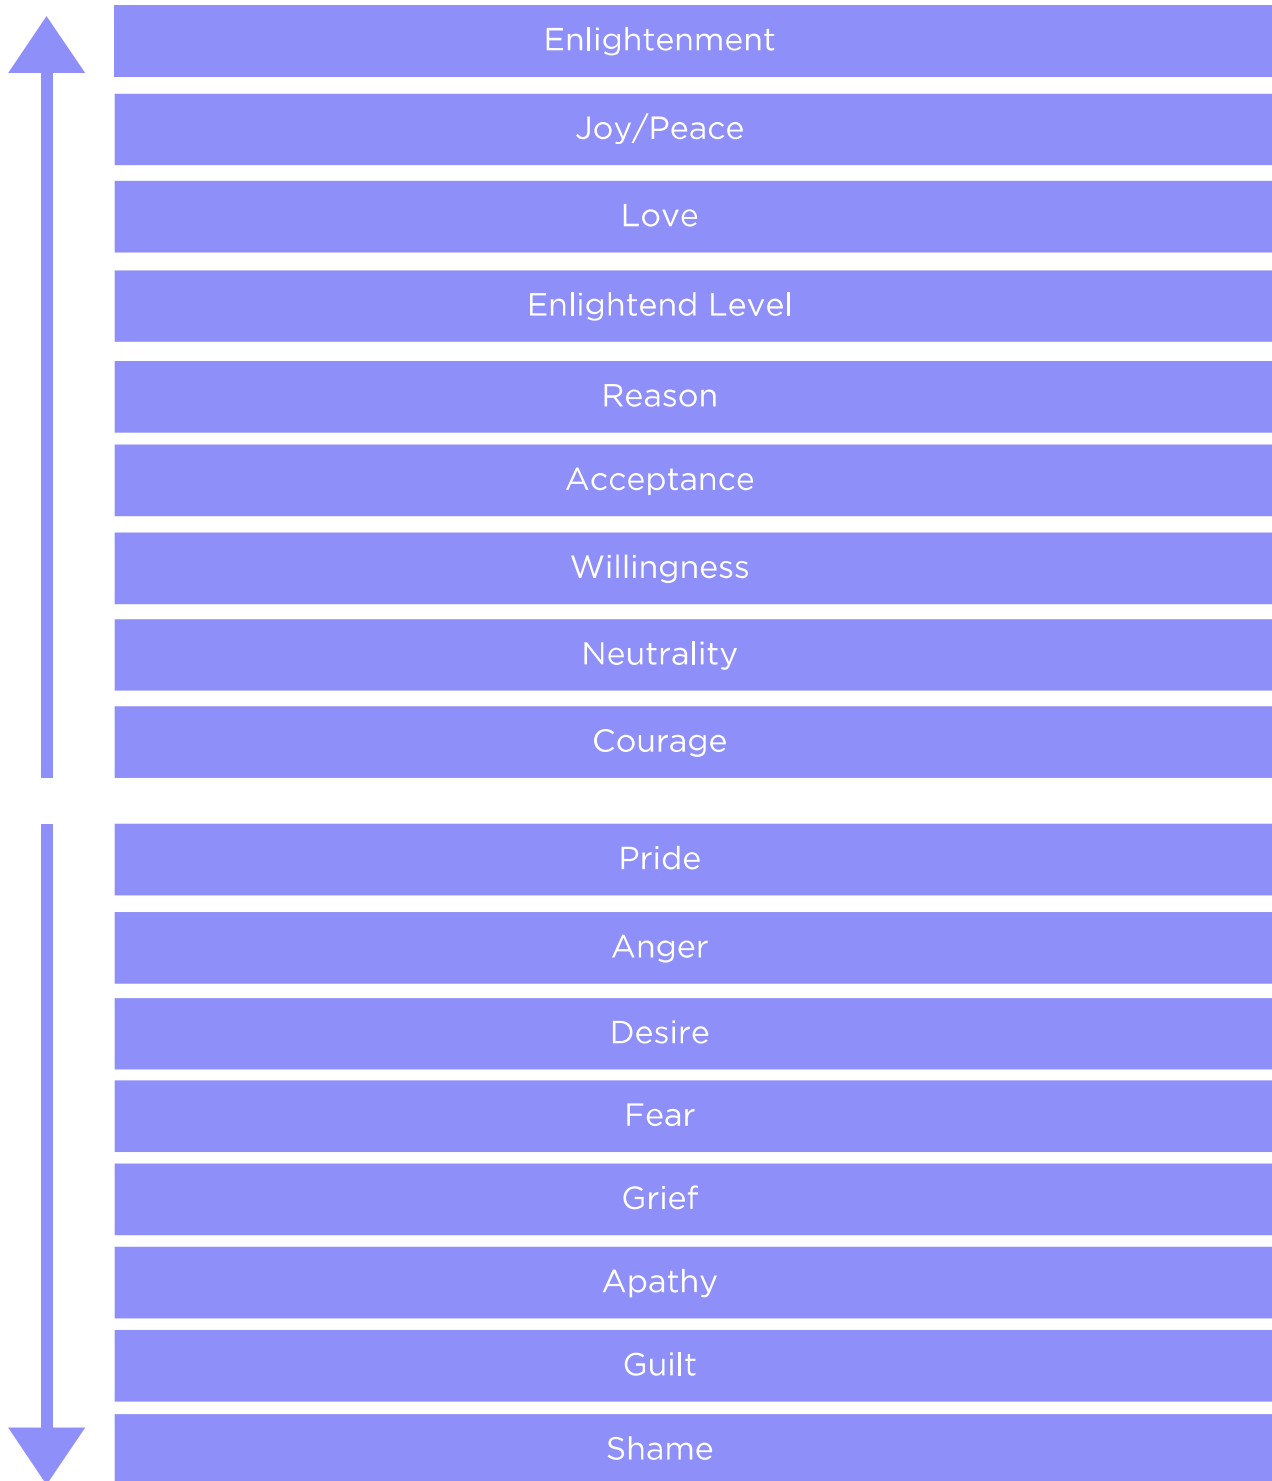 Enlightenment
Joy/Peace
Love
Enlightend Level
Reason
Acceptance
Willingness
Neutrality
Courage
Pride
Anger
Desire
Fear
Grief
Apathy
Guilt
Shame